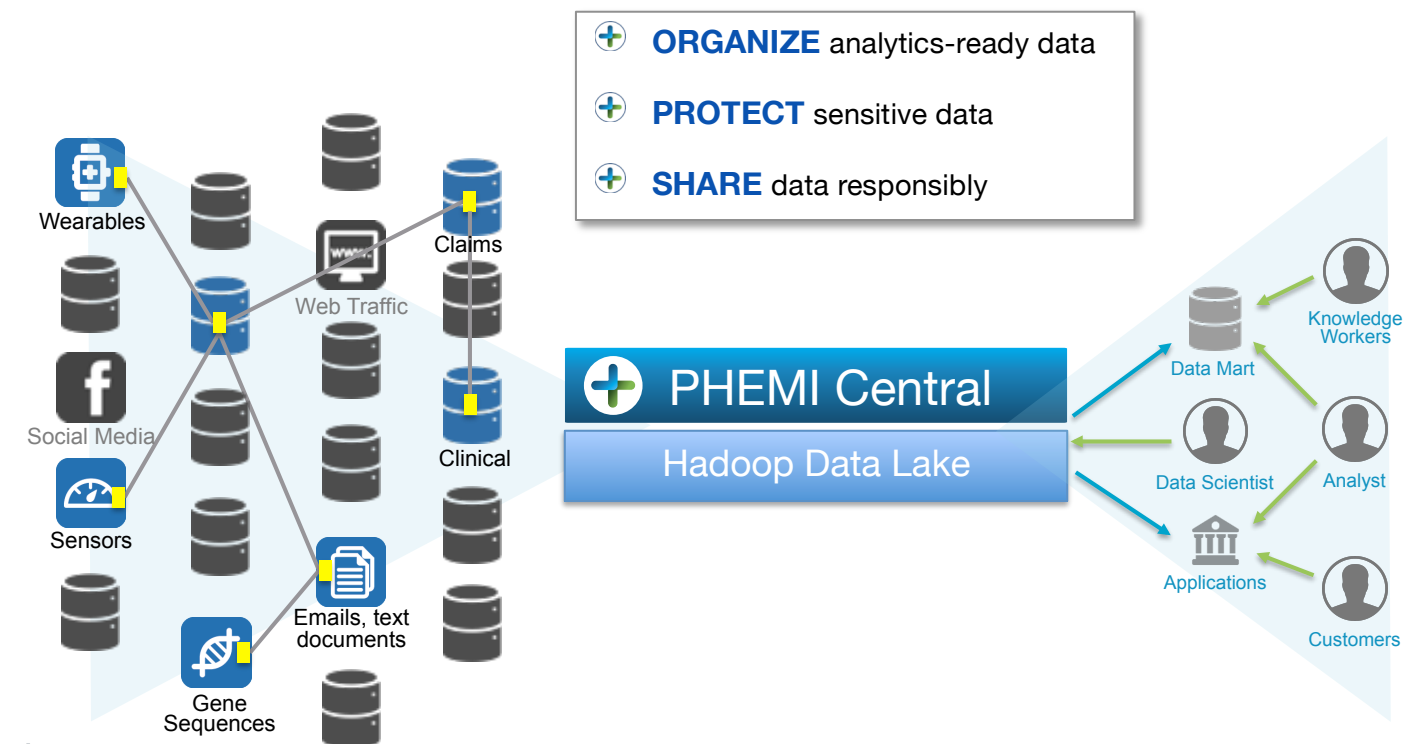 ORGANIZE analytics-ready data
PROTECT sensitive data
SHARE data responsibly
Wearables
Claims
www.
Web Traffic
Social Media
Clinical
Sensors
Emails, text
documents
Gene
Sequences
PHEMI Central
Hadoop Data Lake
Knowledge
Workers
Data Mart
Data Scientist
Analyst
Applications
Customers